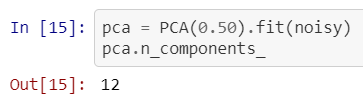 In [15]: pca = PCA(0.50).fit(noisy)
pca.n_components_
Out[15]: 12